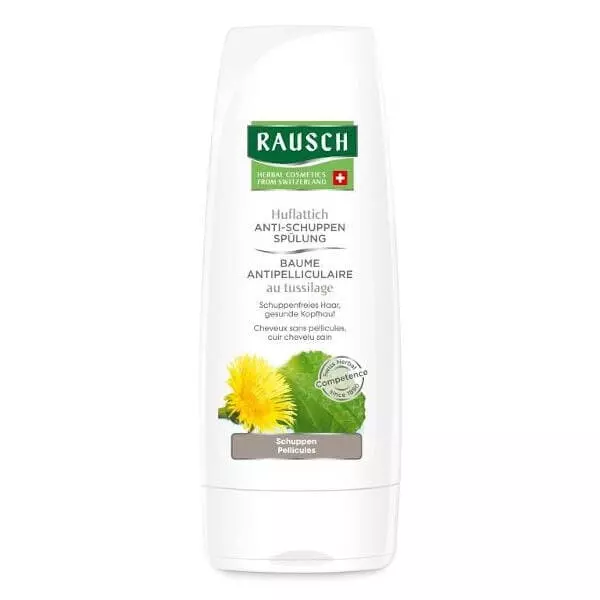 RAUSCH
HERBAL COSMETICS
FROM SWITZERLAND
Huflattich
ANTI-SCHUPPEN
SPÜLUNG
BAUME
ANTIPELLICULAIRE
au tussilage
Schuppenfreies Haar,
gesunde Kopfhaut
Cheveux sans pellicules,
cuir chevelu sain
Swiss Herbal
Competence
since 1890
Schuppen
Pellicules